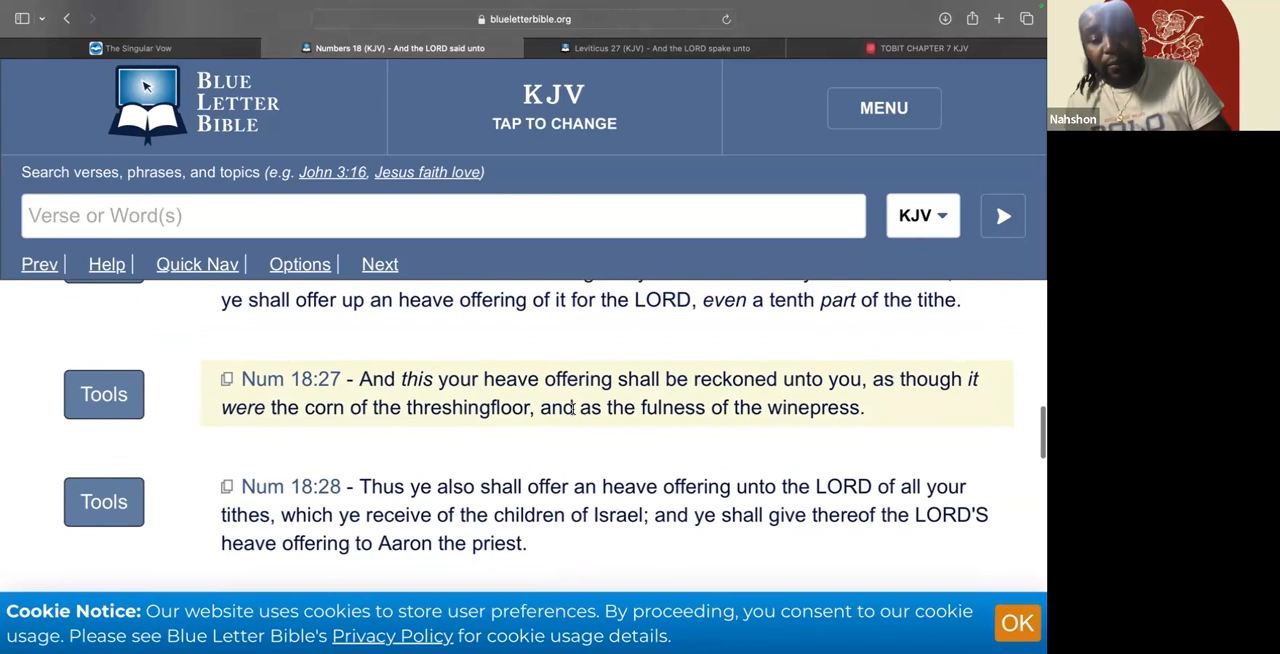 blueletterbible.org
The Singular Vow
Numbers 18 (KJV) - And the LORD said unto
Leviticus 27 (KJV) - And the LORD spake unto
TOBIT CHAPTER 7 KJV
BLUE
LETTER
BIBLE
KJV
TAP TO CHANGE
MENU
Nahshon
Search verses, phrases, and topics (e.g. John 3:16, Jesus faith love)
Verse or Word(s)
KJV
Prev | Help | Quick Nav | Options | Next
ye shall offer up an heave offering of it for the LORD, even a tenth part of the tithe.
Tools
Num 18:27 - And this your heave offering shall be reckoned unto you, as though it
were the corn of the threshingfloor, and as the fulness of the winepress.
Tools
Num 18:28 - Thus ye also shall offer an heave offering unto the LORD of all your
tithes, which ye receive of the children of Israel; and ye shall give thereof the LORD'S
heave offering to Aaron the priest.
Cookie Notice: Our website uses cookies to store user preferences. By proceeding, you consent to our cookie
usage. Please see Blue Letter Bible's Privacy Policy for cookie usage details.
OK